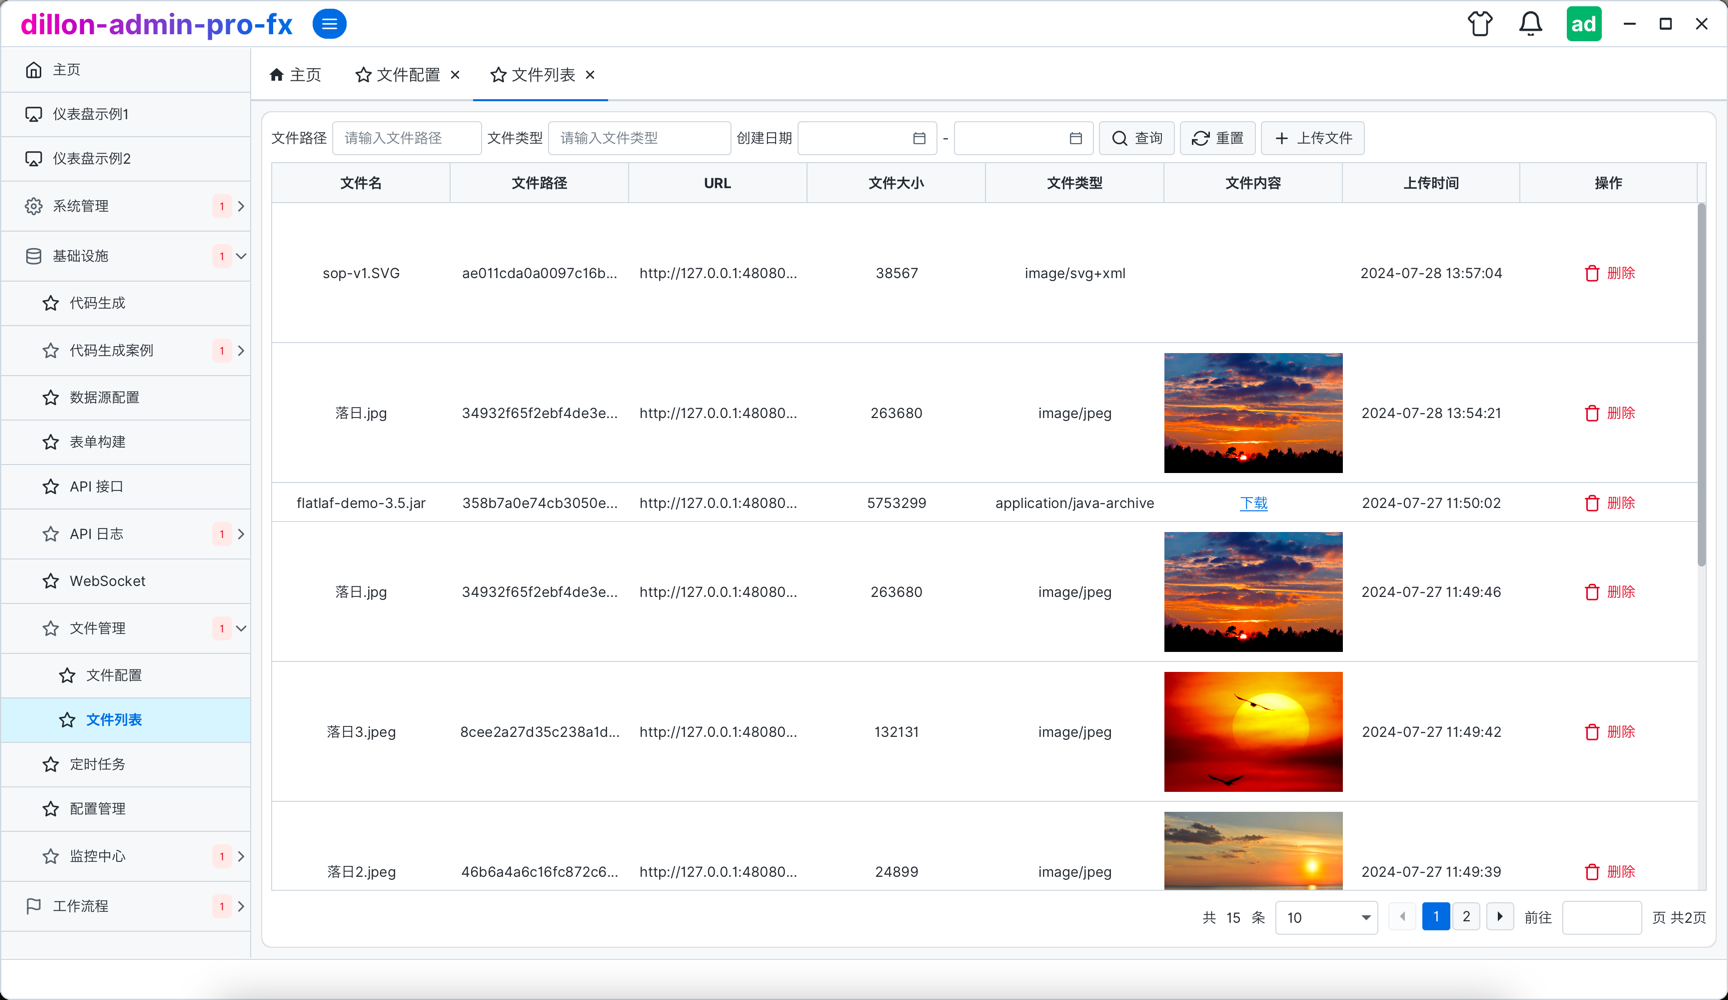 dillon-admin-pro-fx
ad
主页
仪表盘示例1
仪表盘示例2
系统管理 1
基础设施 1
代码生成
代码生成案例 1
数据源配置
表单构建
API 接口
API 日志 1
WebSocket
文件管理 1
文件配置
文件列表
定时任务
配置管理
监控中心 1
工作流程 1
主页 文件配置 文件列表
文件路径 请输入文件路径 文件类型 请输入文件类型 创建日期 - 查询 重置 上传文件
文件名 文件路径 URL 文件大小 文件类型 文件内容 上传时间 操作
sop-v1.SVG ae011cda0a0097c16b... http://127.0.0.1:48080... 38567 image/svg+xml 2024-07-28 13:57:04 删除
落日.jpg 34932f65f2ebf4de3e... http://127.0.0.1:48080... 263680 image/jpeg 2024-07-28 13:54:21 删除
flatlaf-demo-3.5.jar 358b7a0e74cb3050e... http://127.0.0.1:48080... 5753299 application/java-archive 下载 2024-07-27 11:50:02 删除
落日.jpg 34932f65f2ebf4de3e... http://127.0.0.1:48080... 263680 image/jpeg 2024-07-27 11:49:46 删除
落日3.jpeg 8cee2a27d35c238a1d... http://127.0.0.1:48080... 132131 image/jpeg 2024-07-27 11:49:42 删除
落日2.jpeg 46b6a4a6c16fc872c6... http://127.0.0.1:48080... 24899 image/jpeg 2024-07-27 11:49:39 删除
共 15 条 10 1 2 前往 页 共2页